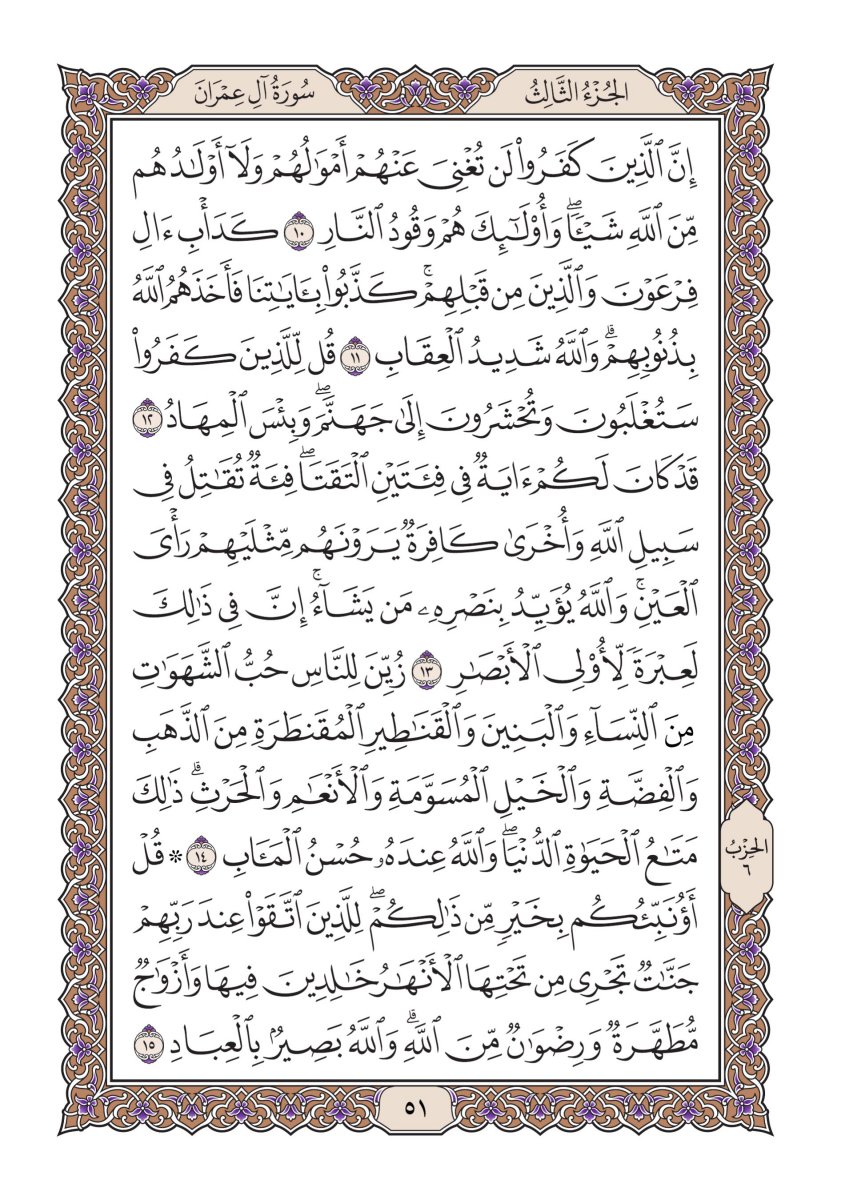 الجُزْءُ الثَّالِثُ
سُورَةُ آلِ عِمْرَانَ
إِنَّ ٱلَّذِينَ كَفَرُوا۟ لَن تُغْنِىَ عَنْهُمْ أَمْوَٰلُهُمْ وَلَآ أَوْلَـٰدُهُم
مِّنَ ٱللَّهِ شَيْـًٔا ۖ وَأُو۟لَـٰٓئِكَ هُمْ وَقُودُ ٱلنَّارِ ١٠ كَدَأْبِ ءَالِ
فِرْعَوْنَ وَٱلَّذِينَ مِن قَبْلِهِمْ ۚ كَذَّبُوا۟ بِـَٔايَـٰتِنَا فَأَخَذَهُمُ ٱللَّهُ
بِذُنُوبِهِمْ ۗ وَٱللَّهُ شَدِيدُ ٱلْعِقَابِ ١١ قُل لِّلَّذِينَ كَفَرُوا۟
سَتُغْلَبُونَ وَتُحْشَرُونَ إِلَىٰ جَهَنَّمَ ۖ وَبِئْسَ ٱلْمِهَادُ ١٢
قَدْ كَانَ لَكُمْ ءَايَةٌ فِى فِئَتَيْنِ ٱلْتَقَتَا ۖ فِئَةٌ تُقَـٰتِلُ فِى
سَبِيلِ ٱللَّهِ وَأُخْرَىٰ كَافِرَةٌ يَرَوْنَهُم مِّثْلَيْهِمْ رَأْىَ
ٱلْعَيْنِ ۚ وَٱللَّهُ يُؤَيِّدُ بِنَصْرِهِۦ مَن يَشَآءُ ۗ إِنَّ فِى ذَٰلِكَ
لَعِبْرَةً لِّأُو۟لِى ٱلْأَبْصَـٰرِ ١٣ زُيِّنَ لِلنَّاسِ حُبُّ ٱلشَّهَوَٰتِ
مِنَ ٱلنِّسَآءِ وَٱلْبَنِينَ وَٱلْقَنَـٰطِيرِ ٱلْمُقَنطَرَةِ مِنَ ٱلذَّهَبِ
وَٱلْفِضَّةِ وَٱلْخَيْلِ ٱلْمُسَوَّمَةِ وَٱلْأَنْعَـٰمِ وَٱلْحَرْثِ ۗ ذَٰلِكَ
مَتَـٰعُ ٱلْحَيَوٰةِ ٱلدُّنْيَا ۖ وَٱللَّهُ عِندَهُۥ حُسْنُ ٱلْمَـَٔابِ ١٤ * قُلْ
أَؤُنَبِّئُكُم بِخَيْرٍ مِّن ذَٰلِكُمْ ۖ لِلَّذِينَ ٱتَّقَوْا۟ عِندَ رَبِّهِمْ
جَنَّـٰتٌ تَجْرِى مِن تَحْتِهَا ٱلْأَنْهَـٰرُ خَـٰلِدِينَ فِيهَا وَأَزْوَٰجٌ
مُّطَهَّرَةٌ وَرِضْوَٰنٌ مِّنَ ٱللَّهِ ۗ وَٱللَّهُ بَصِيرٌۢ بِٱلْعِبَادِ ١٥
الحِزْبُ
٦
٥١